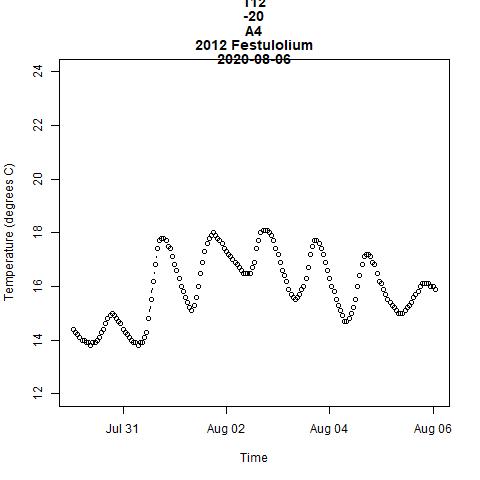 T12
-20
A4
2012 Festulolium
2020-08-06
Temperature (degrees C)
24
22
20
18
16
14
12
Jul 31
Aug 02
Aug 04
Aug 06
Time